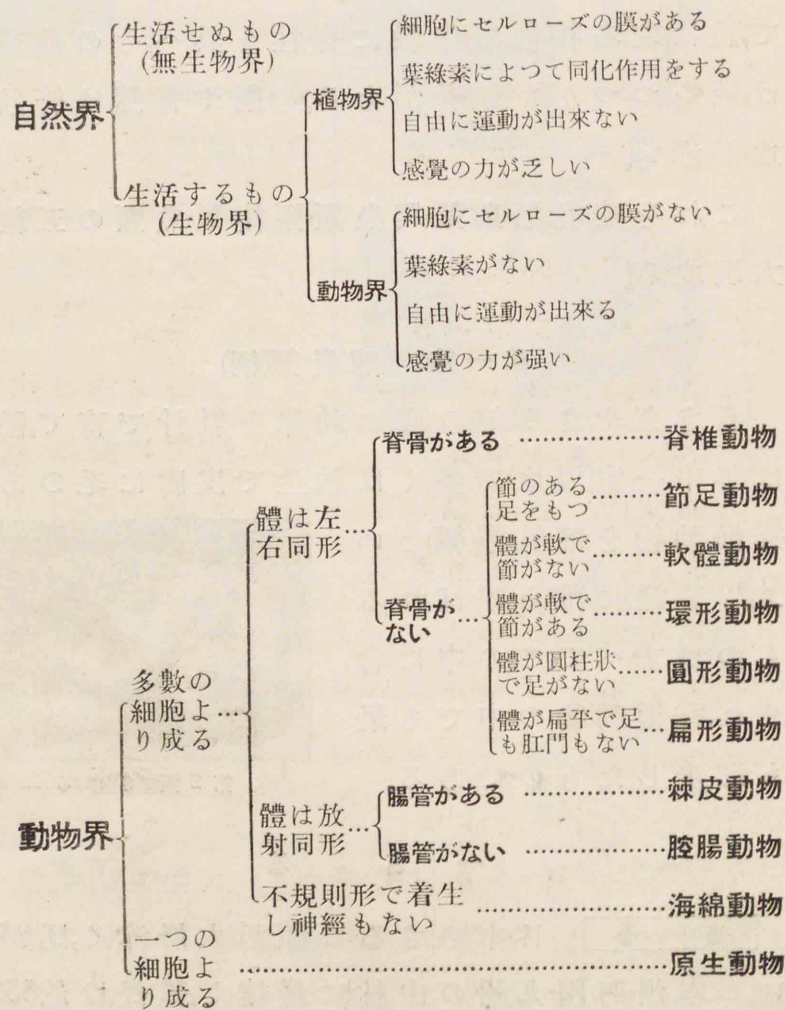 自然界
生活せぬもの
(無生物界)
生活するもの
(生物界)
植物界
細胞にセルローズの膜がある
葉綠素によつて同化作用をする
自由に運動が出來ない
感覺の力が乏しい
動物界
細胞にセルローズの膜がない
葉綠素がない
自由に運動が出來る
感覺の力が强い
動物界
多數の
細胞よ
り成る…
體は左
右同形…
脊骨がある ………………脊椎動物
脊骨が
ない…
節のある
足をもつ………節足動物
體が軟で
節がない………軟體動物
體が軟で
節がある………環形動物
體が圓柱狀
で足がない……圓形動物
體が扁平で足
も肛門もない…扁形動物
體は放
射同形…
腸管がある ………………棘皮動物
腸管がない ………………腔腸動物
不規則形で着生
し神經もない ………………海綿動物
一つの
細胞よ
り成る ………………………………………原生動物